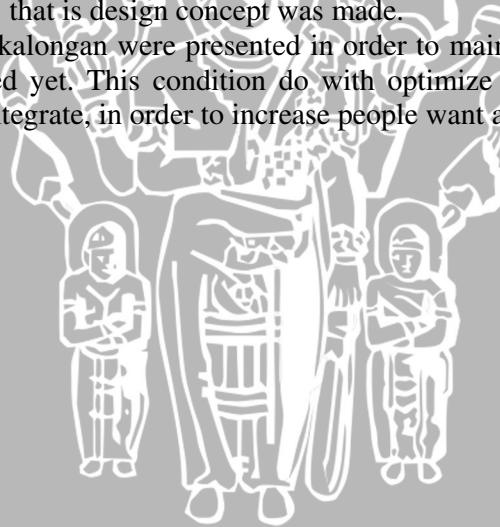 that is design concept was made.
kalongan were presented in order to main
ed yet. This condition do with optimize
ntegrate, in order to increase people want a